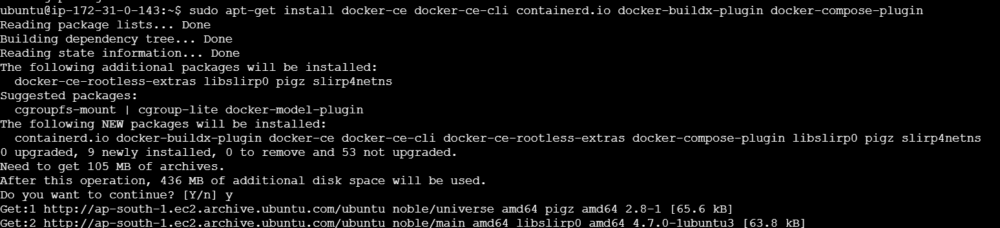 ubuntu@ip-172-31-0-143:~$ sudo apt-get install docker-ce docker-ce-cli containerd.io docker-buildx-plugin docker-compose-plugin
Reading package lists... Done
Building dependency tree... Done
Reading state information... Done
The following additional packages will be installed:
  docker-ce-rootless-extras libslirp0 pigz slirp4netns
Suggested packages:
  cgroupfs-mount | cgroup-lite docker-model-plugin
The following NEW packages will be installed:
  containerd.io docker-buildx-plugin docker-ce docker-ce-cli docker-ce-rootless-extras docker-compose-plugin libslirp0 pigz slirp4netns
0 upgraded, 9 newly installed, 0 to remove and 53 not upgraded.
Need to get 105 MB of archives.
After this operation, 436 MB of additional disk space will be used.
Do you want to continue? [Y/n] y
Get:1 http://ap-south-1.ec2.archive.ubuntu.com/ubuntu noble/universe amd64 pigz amd64 2.8-1 [65.6 kB]
Get:2 http://ap-south-1.ec2.archive.ubuntu.com/ubuntu noble/main amd64 libslirp0 amd64 4.7.0-1ubuntu3 [63.8 kB]